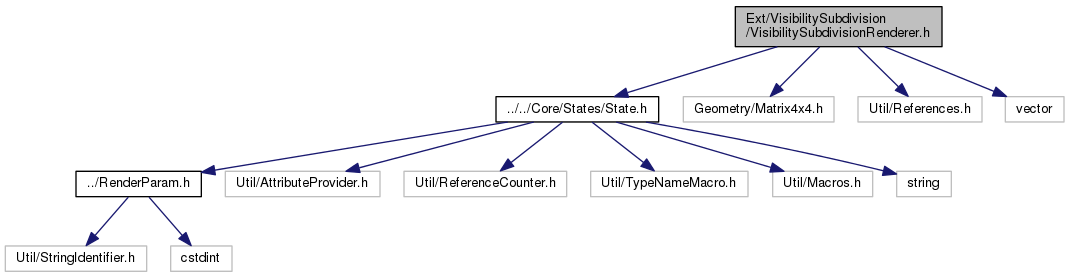 Ext/VisibilitySubdivision
/VisibilitySubdivisionRenderer.h
../../Core/States/State.h
Geometry/Matrix4x4.h
Util/References.h
vector
../RenderParam.h
Util/AttributeProvider.h
Util/ReferenceCounter.h
Util/TypeNameMacro.h
Util/Macros.h
string
Util/StringIdentifier.h
cstdint